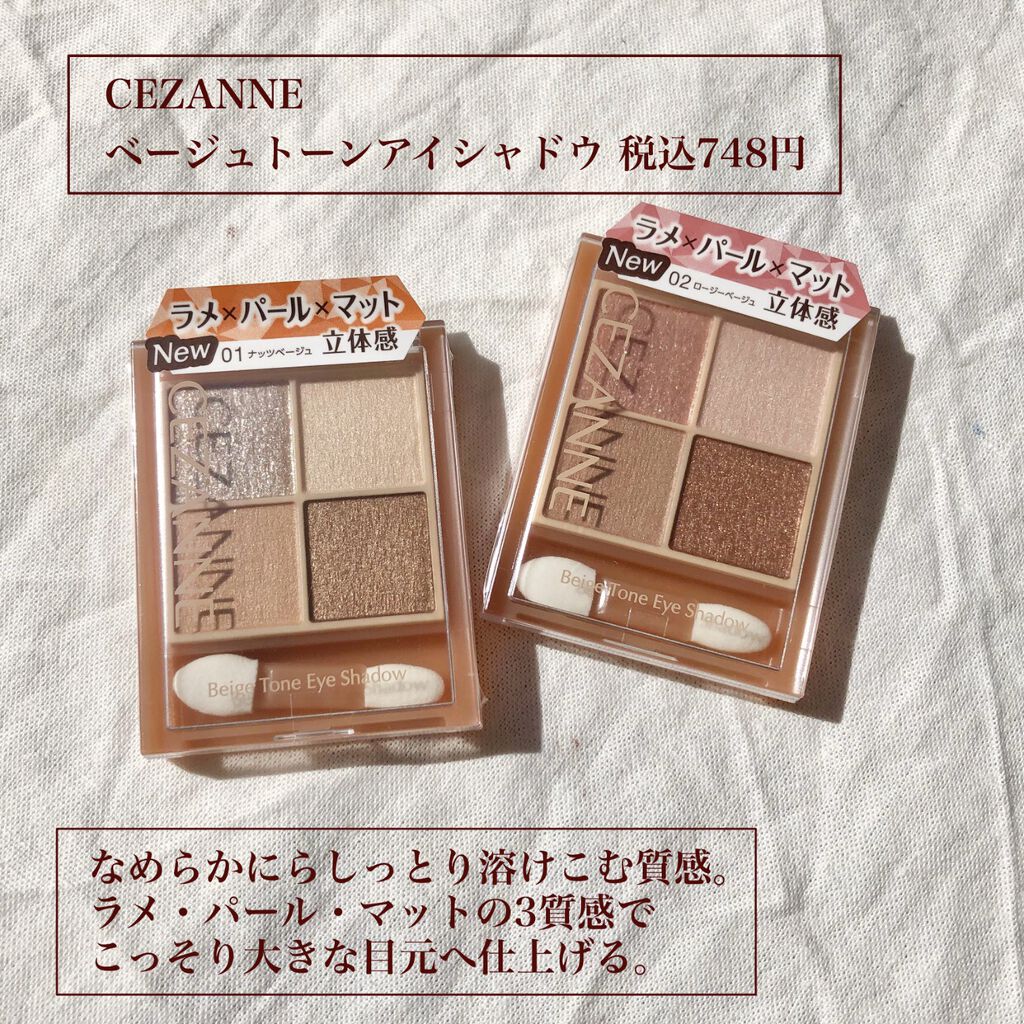 CEZANNE
ベージュトーンアイシャドウ 税込748円
ラメ×パール×マット
New 01 ナッツベージュ 立体感
CEZANNE
Beige Tone Eye Shadow
ラメ×パール×マット
New 02 ロージーベージュ 立体感
CEZANNE
Beige Tone Eye Shadow
なめらかにらしっとり溶けこむ質感。
ラメ・パール・マットの3質感で
こっそり大きな目元へ仕上げる。